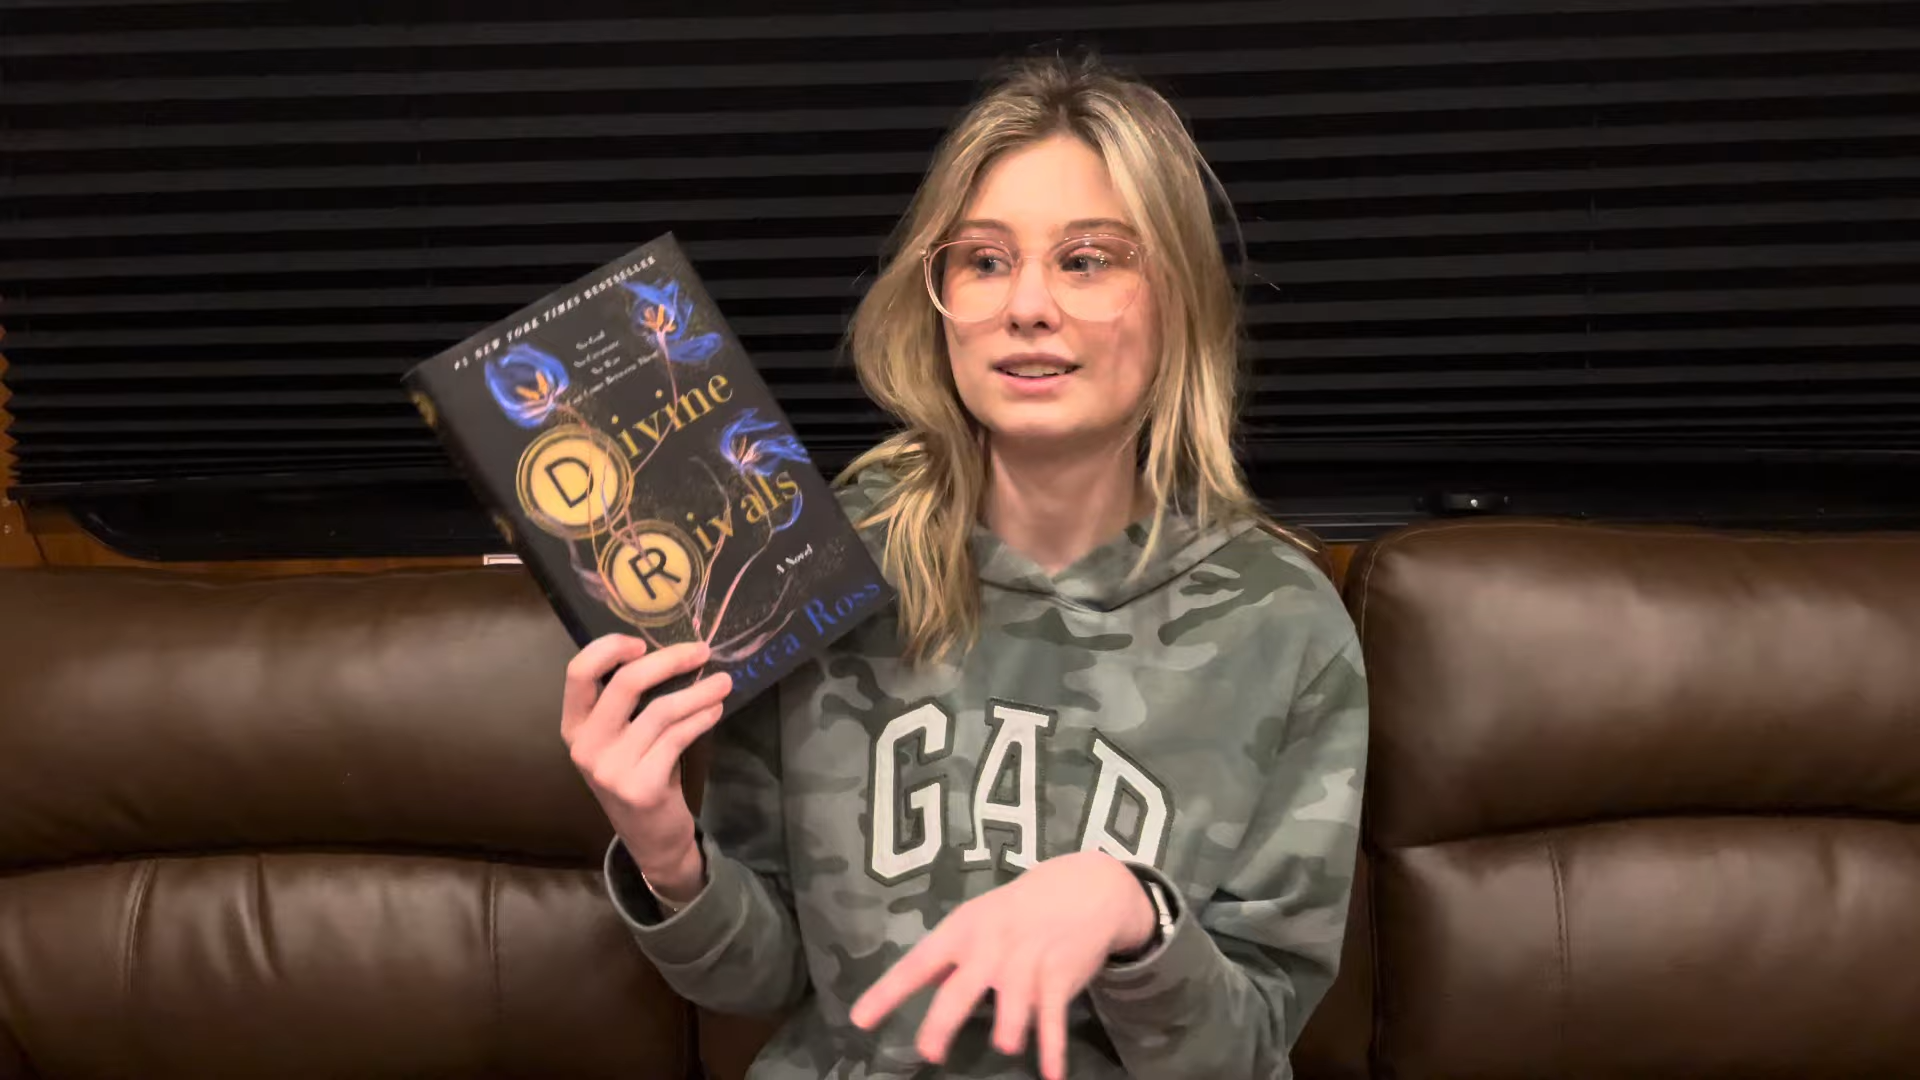 #1 NEW YORK TIMES BESTSELLER
Divine
Rivals
A Novel
ecca Ross
GAP